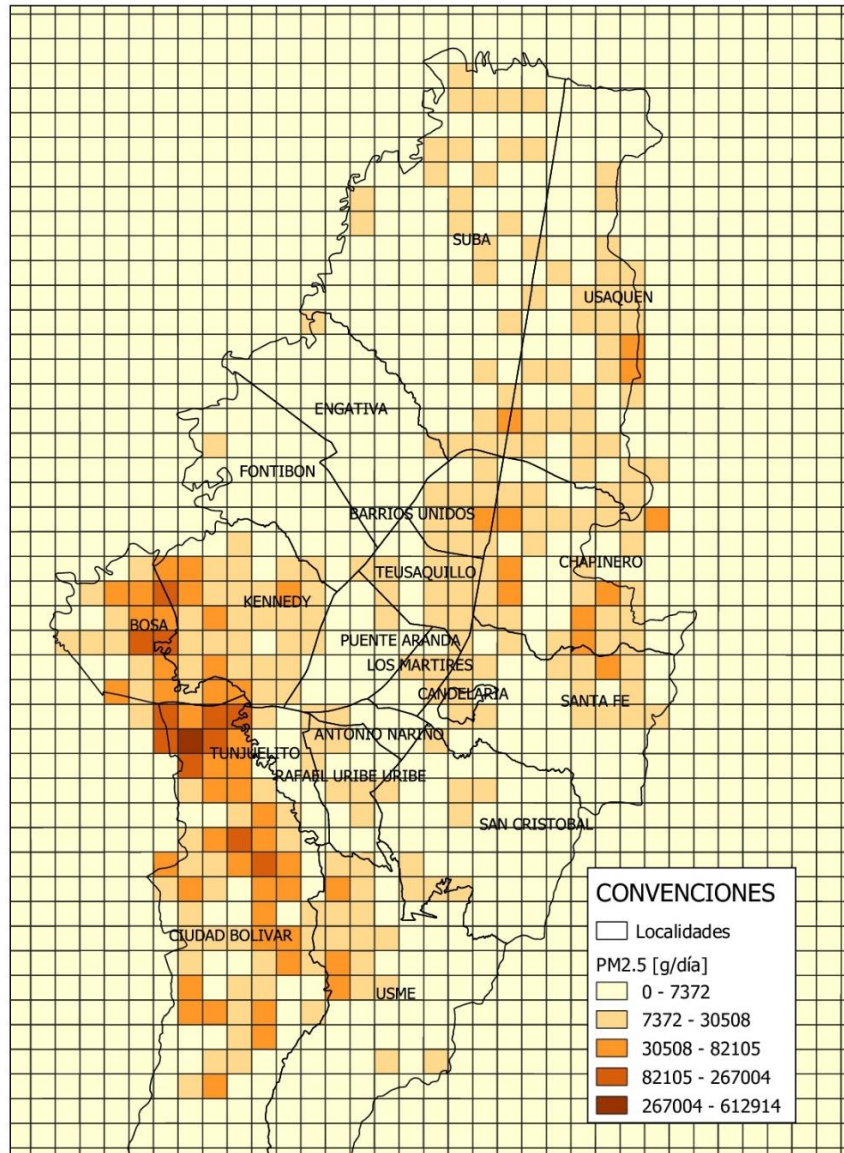 SUBA
USAQUEN
ENGATIVA
FONTIBON
BARRIOS UNIDOS
CHAPINERO
TEUSAQUILLO
KENNEDY
BOSA
PUENTE ARANDA
LOS MARTIRES
CANDELARIA
SANTA FE
ANTONIO NARIÑO
TUNJUELITO
RAFAEL URIBE URIBE
SAN CRISTOBAL
CIUDAD BOLIVAR
USME
CONVENCIONES
Localidades
PM2.5 [g/día]
0 - 7372
7372 - 30508
30508 - 82105
82105 - 267004
267004 - 612914